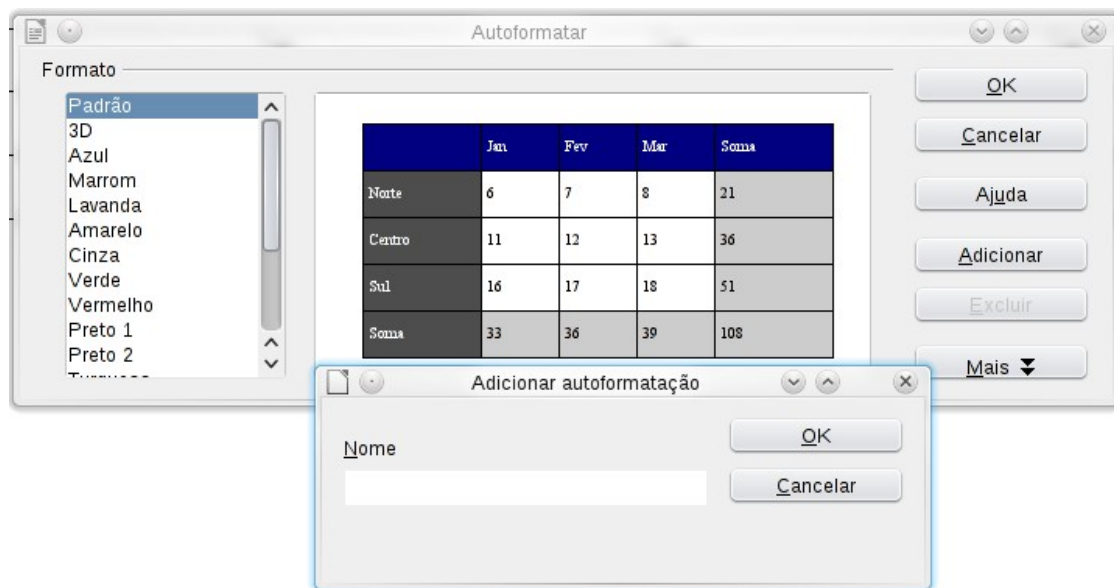 Autoformatar
Formato
Padrão
3D
Azul
Marrom
Lavanda
Amarelo
Cinza
Verde
Vermelho
Preto 1
Preto 2
Jan Fev Mar Soma
Norte 6 7 8 21
Centro 11 12 13 36
Sul 16 17 18 51
Soma 33 36 39 108
OK
Cancelar
Ajuda
Adicionar
Excluir
Mais
Adicionar autoformatação
Nome
OK
Cancelar